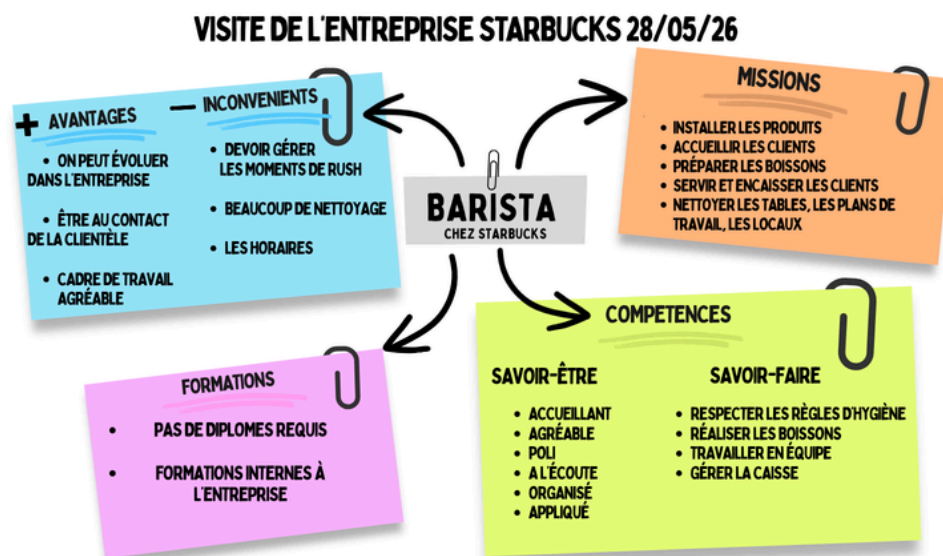 VISITE DE L'ENTREPRISE STARBUCKS 28/05/26
+ AVANTAGES
• ON PEUT ÉVOLUER
DANS L'ENTREPRISE
• ÊTRE AU CONTACT
DE LA CLIENTÈLE
• CADRE DE TRAVAIL
AGRÉABLE
— INCONVENIENTS
• DEVOIR GÉRER
LES MOMENTS DE RUSH
• BEAUCOUP DE NETTOYAGE
• LES HORAIRES
BARISTA
CHEZ STARBUCKS
MISSIONS
• INSTALLER LES PRODUITS
• ACCUEILLIR LES CLIENTS
• PRÉPARER LES BOISSONS
• SERVIR ET ENCAISSER LES CLIENTS
• NETTOYER LES TABLES, LES PLANS DE
TRAVAIL, LES LOCAUX
FORMATIONS
• PAS DE DIPLOMES REQUIS
• FORMATIONS INTERNES À
L'ENTREPRISE
COMPETENCES
SAVOIR-ÊTRE
• ACCUEILLANT
• AGRÉABLE
• POLI
• A L'ÉCOUTE
• ORGANISÉ
• APPLIQUÉ
SAVOIR-FAIRE
• RESPECTER LES RÈGLES D'HYGIÈNE
• RÉALISER LES BOISSONS
• TRAVAILLER EN ÉQUIPE
• GÉRER LA CAISSE